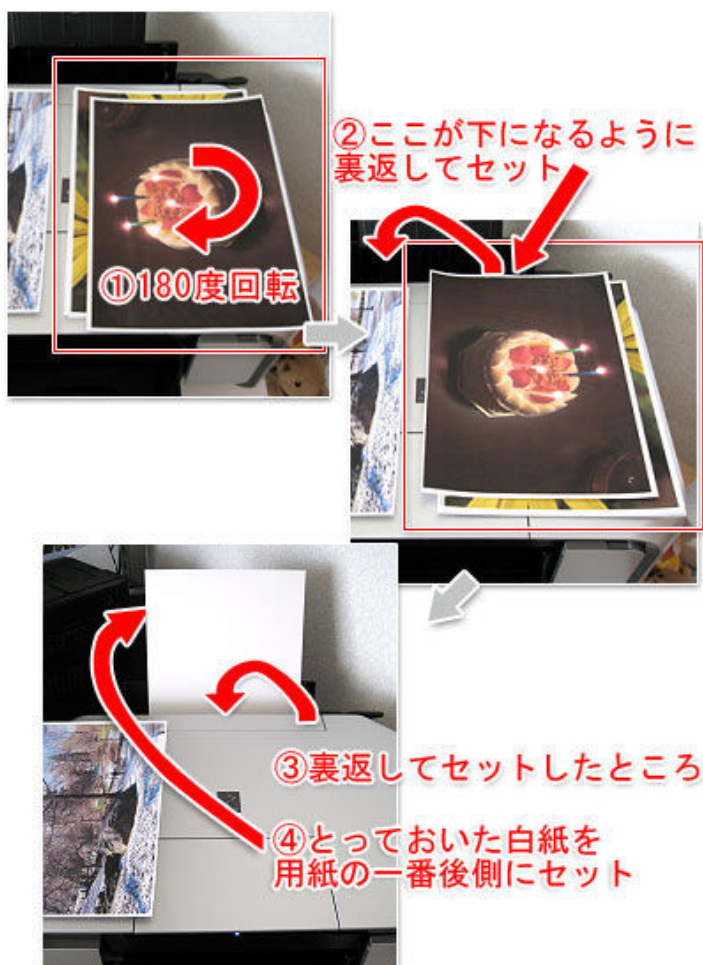 ①180度回転
②ここが下になるように
裏返してセット
③裏返してセットしたところ
④とっておいた白紙を
用紙の一番後側にセット